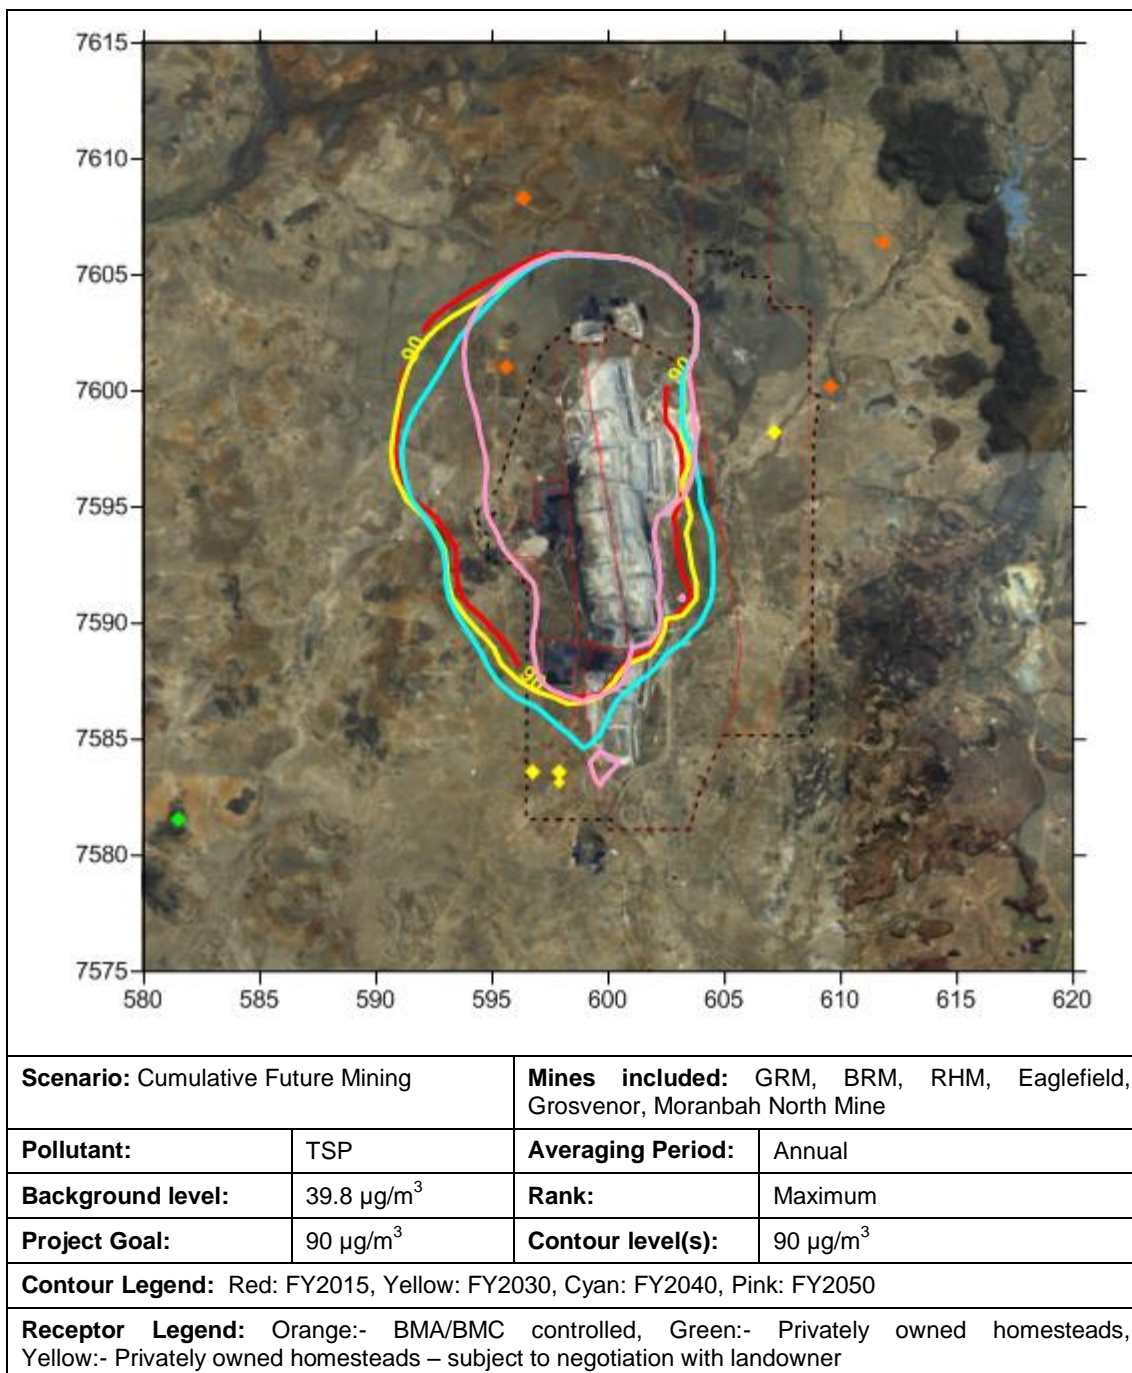 7615
7610
7605
7600
7595
7590
7585
7580
7575
90
90
90
580 585 590 595 600 605 610 615 620
Scenario: Cumulative Future Mining
Mines included: GRM, BRM, RHM, Eaglefield,
Grosvenor, Moranbah North Mine
Pollutant: TSP Averaging Period: Annual
Background level: 39.8 µg/m³ Rank: Maximum
Project Goal: 90 µg/m³ Contour level(s): 90 µg/m³
Contour Legend: Red: FY2015, Yellow: FY2030, Cyan: FY2040, Pink: FY2050
Receptor Legend: Orange:- BMA/BMC controlled, Green:- Privately owned homesteads,
Yellow:- Privately owned homesteads – subject to negotiation with landowner